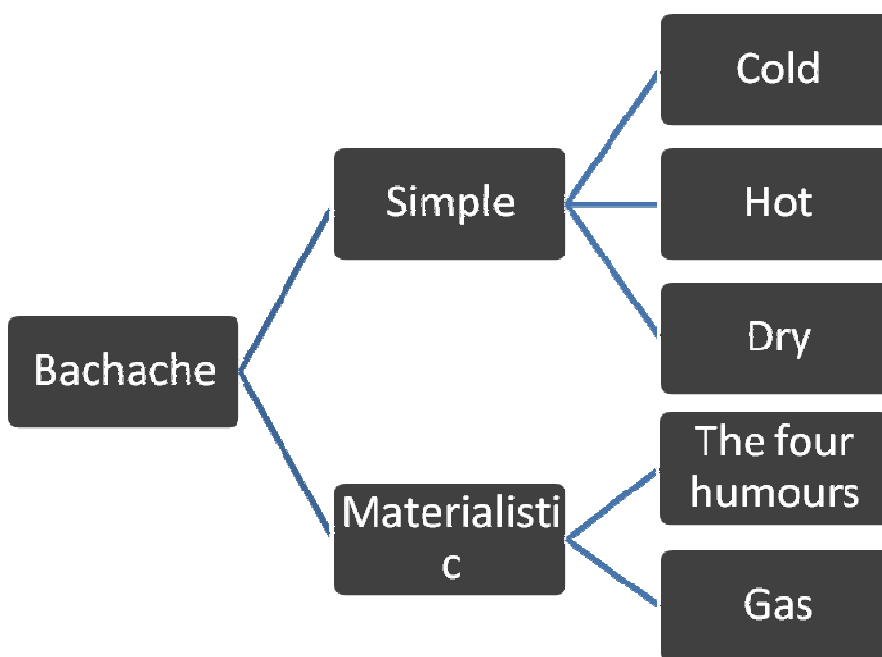 Cold
Simple
Hot
Dry
Bachache
The four
humours
Materialisti
c
Gas